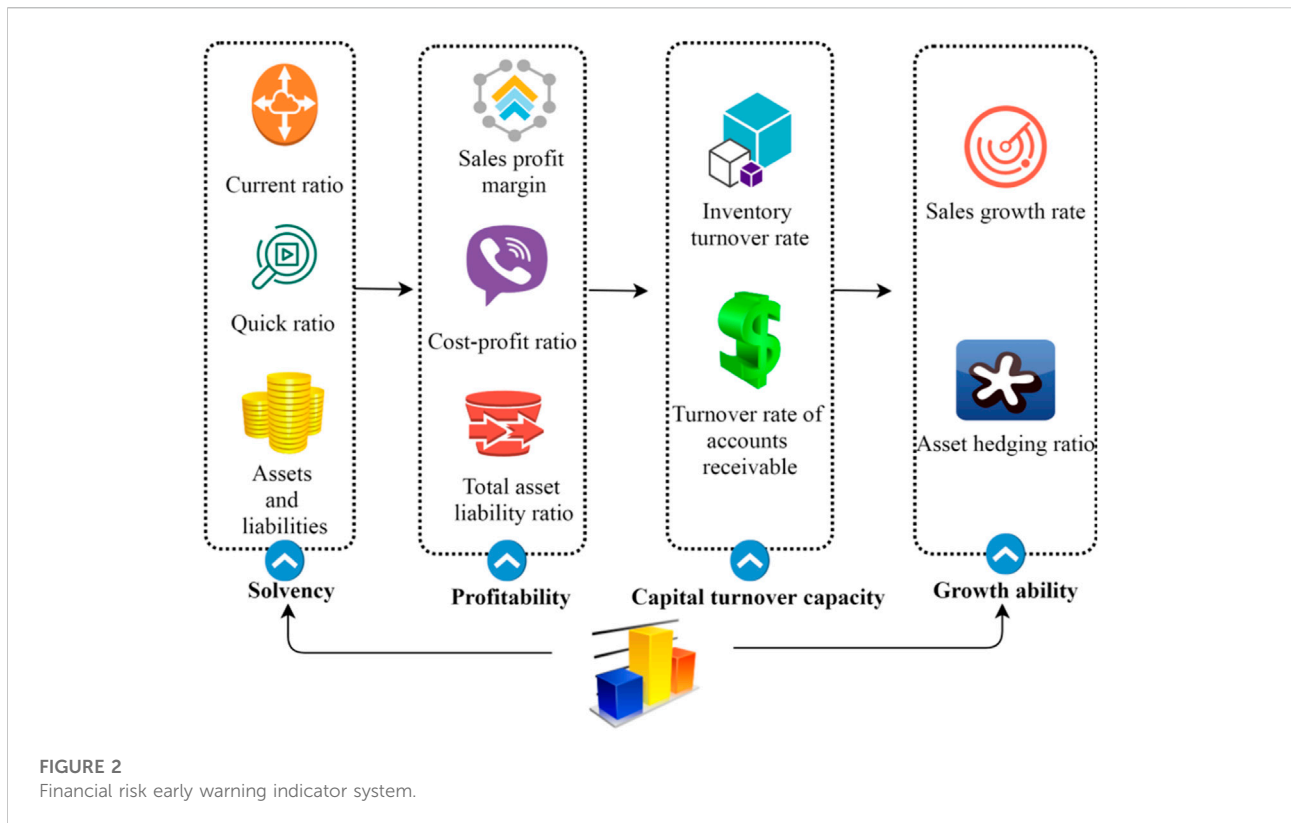 Current ratio
Quick ratio
Assets
and
liabilities
Solvency
Sales profit
margin
Cost-profit ratio
Total asset
liability ratio
Profitability
Inventory
turnover rate
Turnover rate of
accounts
receivable
Capital turnover capacity
Sales growth rate
Asset hedging ratio
Growth ability
FIGURE 2
Financial risk early warning indicator system.